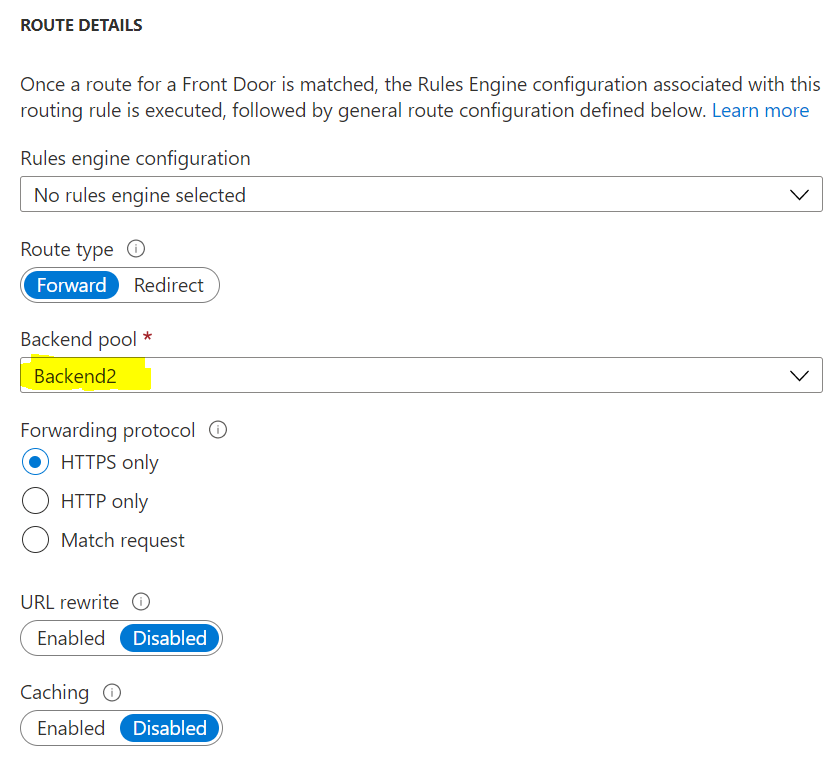 ROUTE DETAILS
Once a route for a Front Door is matched, the Rules Engine configuration associated with this
routing rule is executed, followed by general route configuration defined below. Learn more
Rules engine configuration
No rules engine selected
Route type
Forward Redirect
Backend pool *
Backend2
Forwarding protocol
HTTPS only
HTTP only
Match request
URL rewrite
Enabled Disabled
Caching
Enabled Disabled